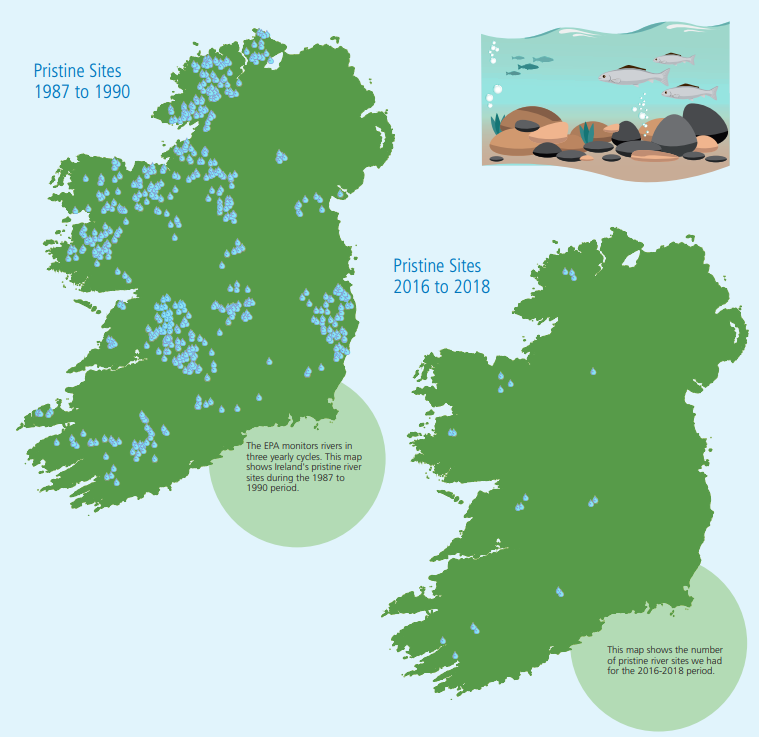 Pristine Sites
1987 to 1990
The EPA monitors rivers in
three yearly cycles. This map
shows Ireland's pristine river
sites during the 1987 to
1990 period.
Pristine Sites
2016 to 2018
This map shows the number
of pristine river sites we had
for the 2016-2018 period.